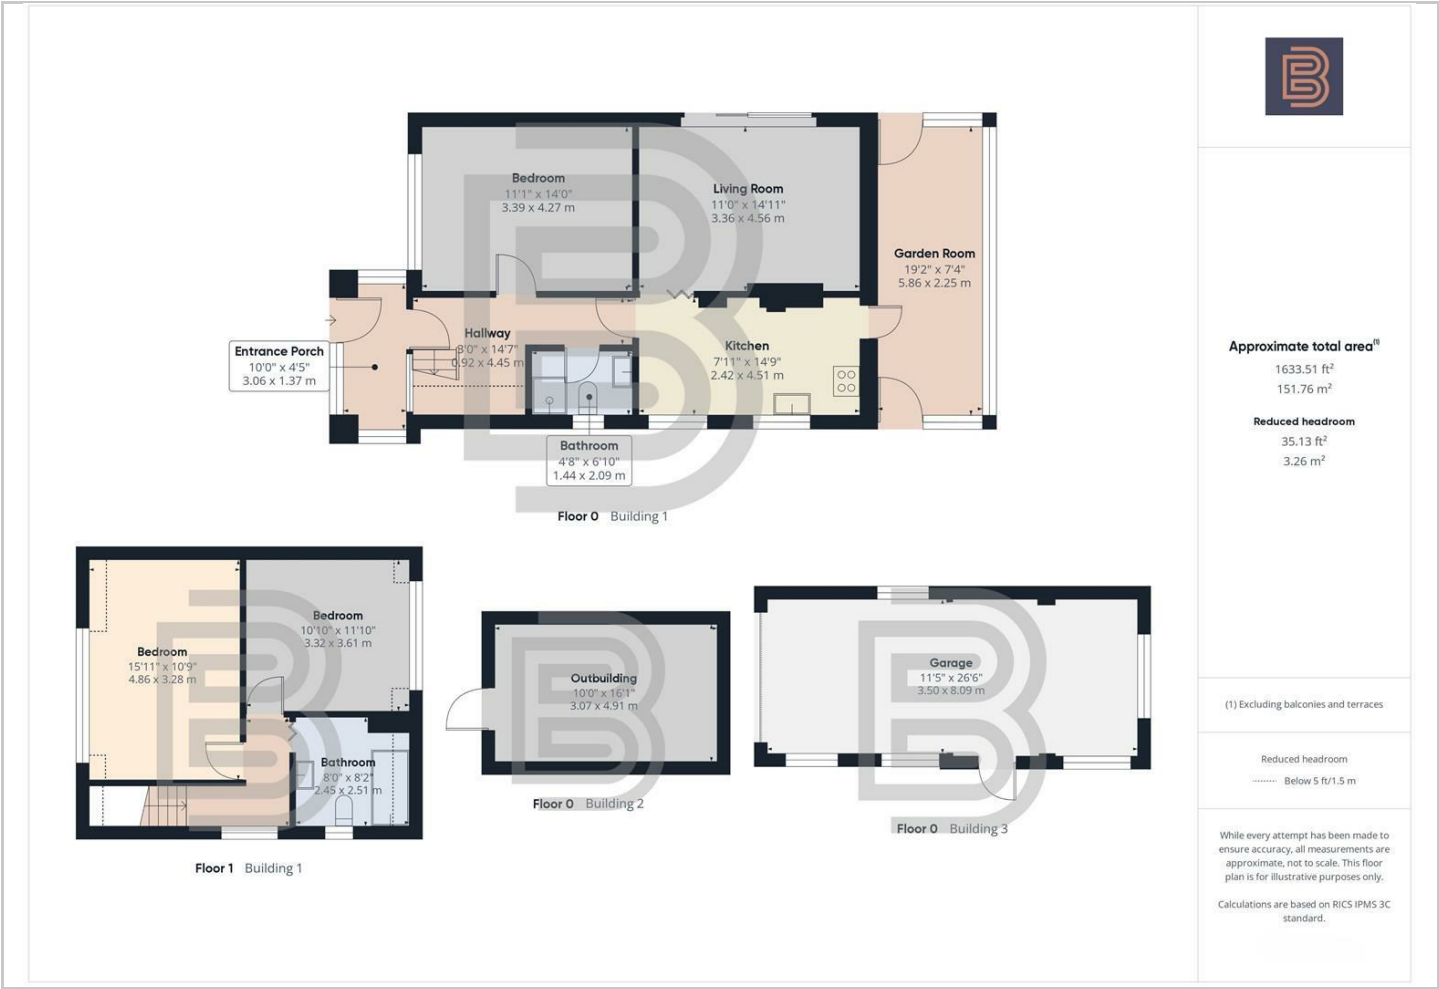 Bedroom
11'1" x 14'0"
3.39 x 4.27 m
Living Room
11'0" x 14'11"
3.36 x 4.56 m
Garden Room
19'2" x 7'4"
5.86 x 2.25 m
Hallway
3'0" x 14'7"
0.92 x 4.45 m
Entrance Porch
10'0" x 4'5"
3.06 x 1.37 m
Kitchen
7'11" x 14'9"
2.42 x 4.51 m
Bathroom
4'8" x 6'10"
1.44 x 2.09 m
Floor 0 Building 1
Bedroom
15'11" x 10'9"
4.86 x 3.28 m
Bedroom
10'10" x 11'10"
3.32 x 3.61 m
Bathroom
8'0" x 8'2"
2.45 x 2.51 m
Floor 1 Building 1
Outbuilding
10'0" x 16'1"
3.07 x 4.91 m
Floor 0 Building 2
Garage
11'5" x 26'6"
3.50 x 8.09 m
Floor 0 Building 3
Approximate total area(1)
1633.51 ft²
151.76 m²
Reduced headroom
35.13 ft²
3.26 m²
(1) Excluding balconies and terraces
Reduced headroom
Below 5 ft/1.5 m
While every attempt has been made to
ensure accuracy, all measurements are
approximate, not to scale. This floor
plan is for illustrative purposes only.
Calculations are based on RICS IPMS 3C
standard.